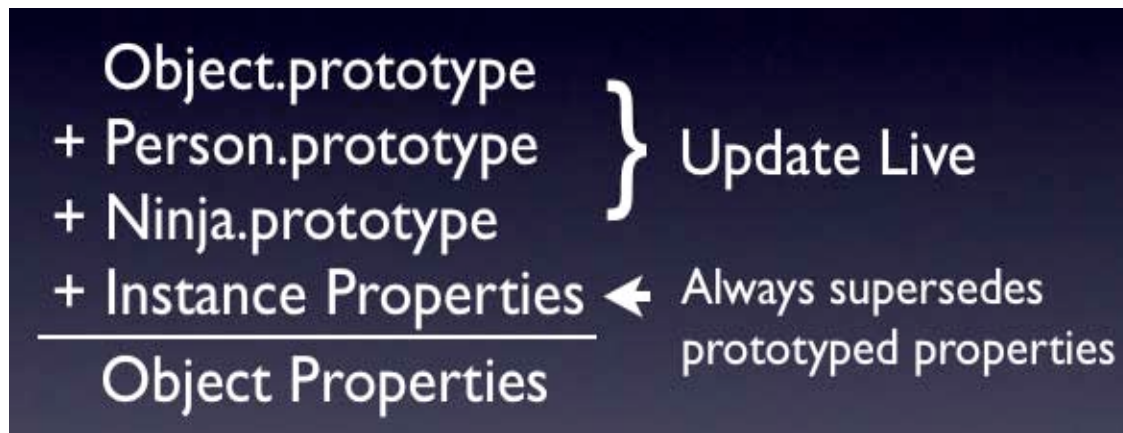 Object.prototype
+ Person.prototype
+ Ninja.prototype
+ Instance Properties
Object Properties
} Update Live
Always supersedes
prototyped properties